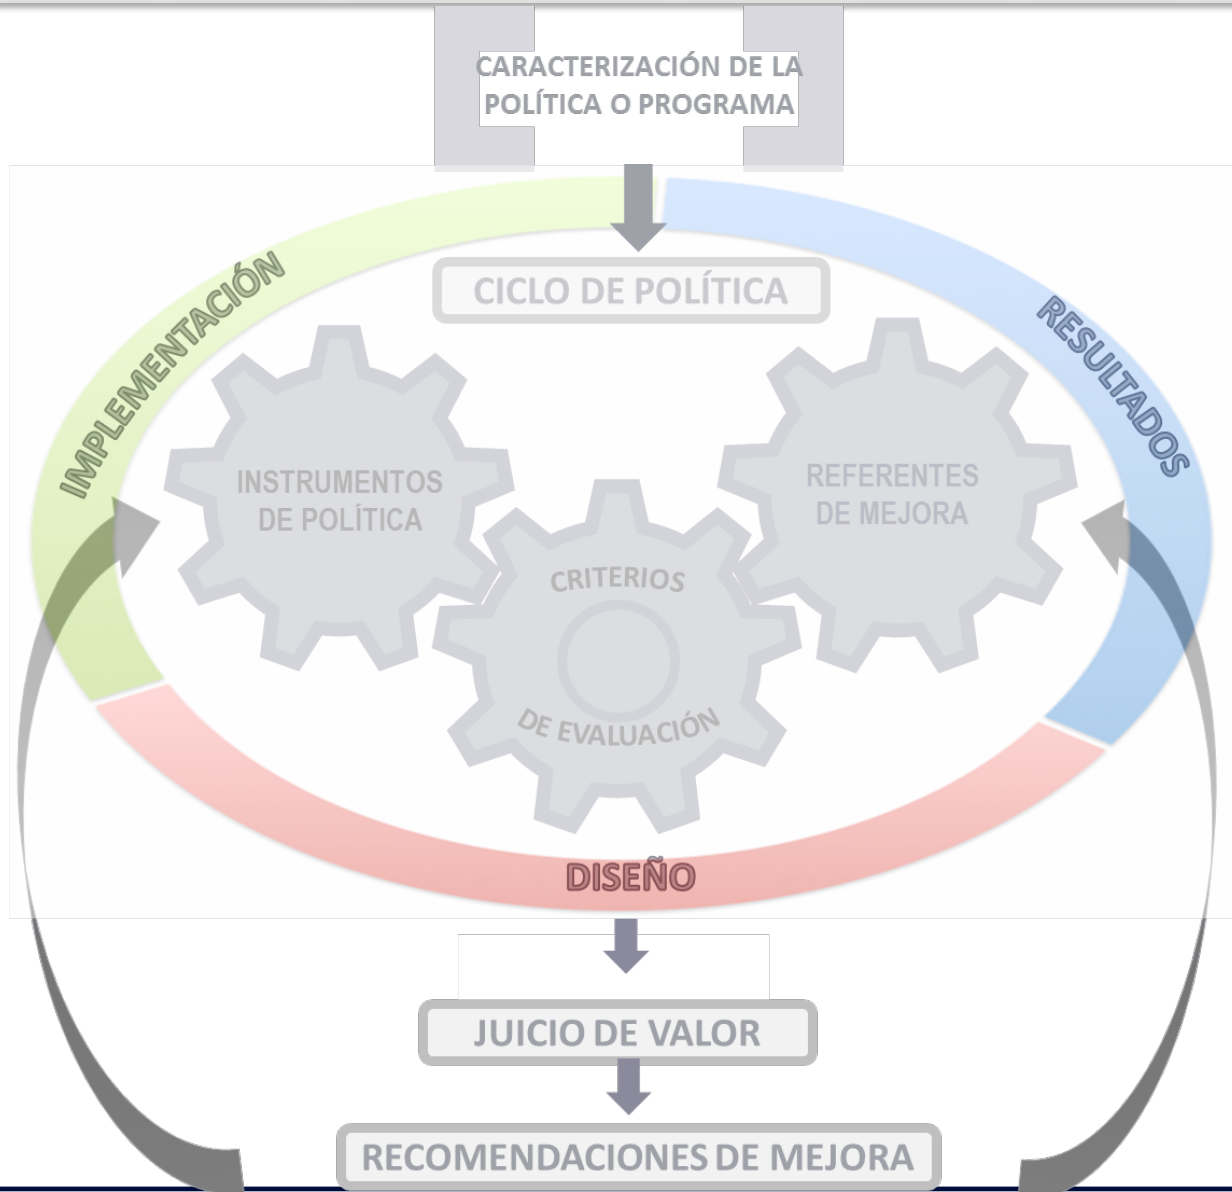 CARACTERIZACIÓN DE LA
POLÍTICA O PROGRAMA
CICLO DE POLÍTICA
IMPLEMENTACIÓN
RESULTADOS
INSTRUMENTOS
DE POLÍTICA
REFERENTES
DE MEJORA
CRITERIOS
DE EVALUACIÓN
DISEÑO
JUICIO DE VALOR
RECOMENDACIONES DE MEJORA